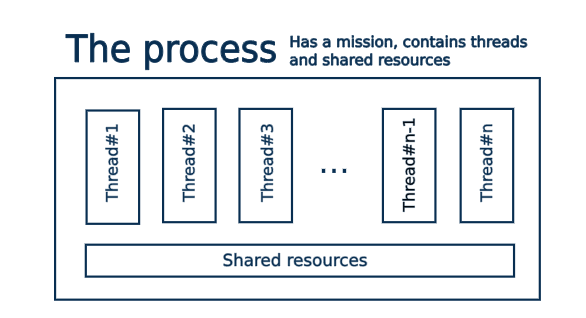 The process
Has a mission, contains threads
and shared resources
Thread#1
Thread#2
Thread#3
...
Thread#n-1
Thread#n
Shared resources